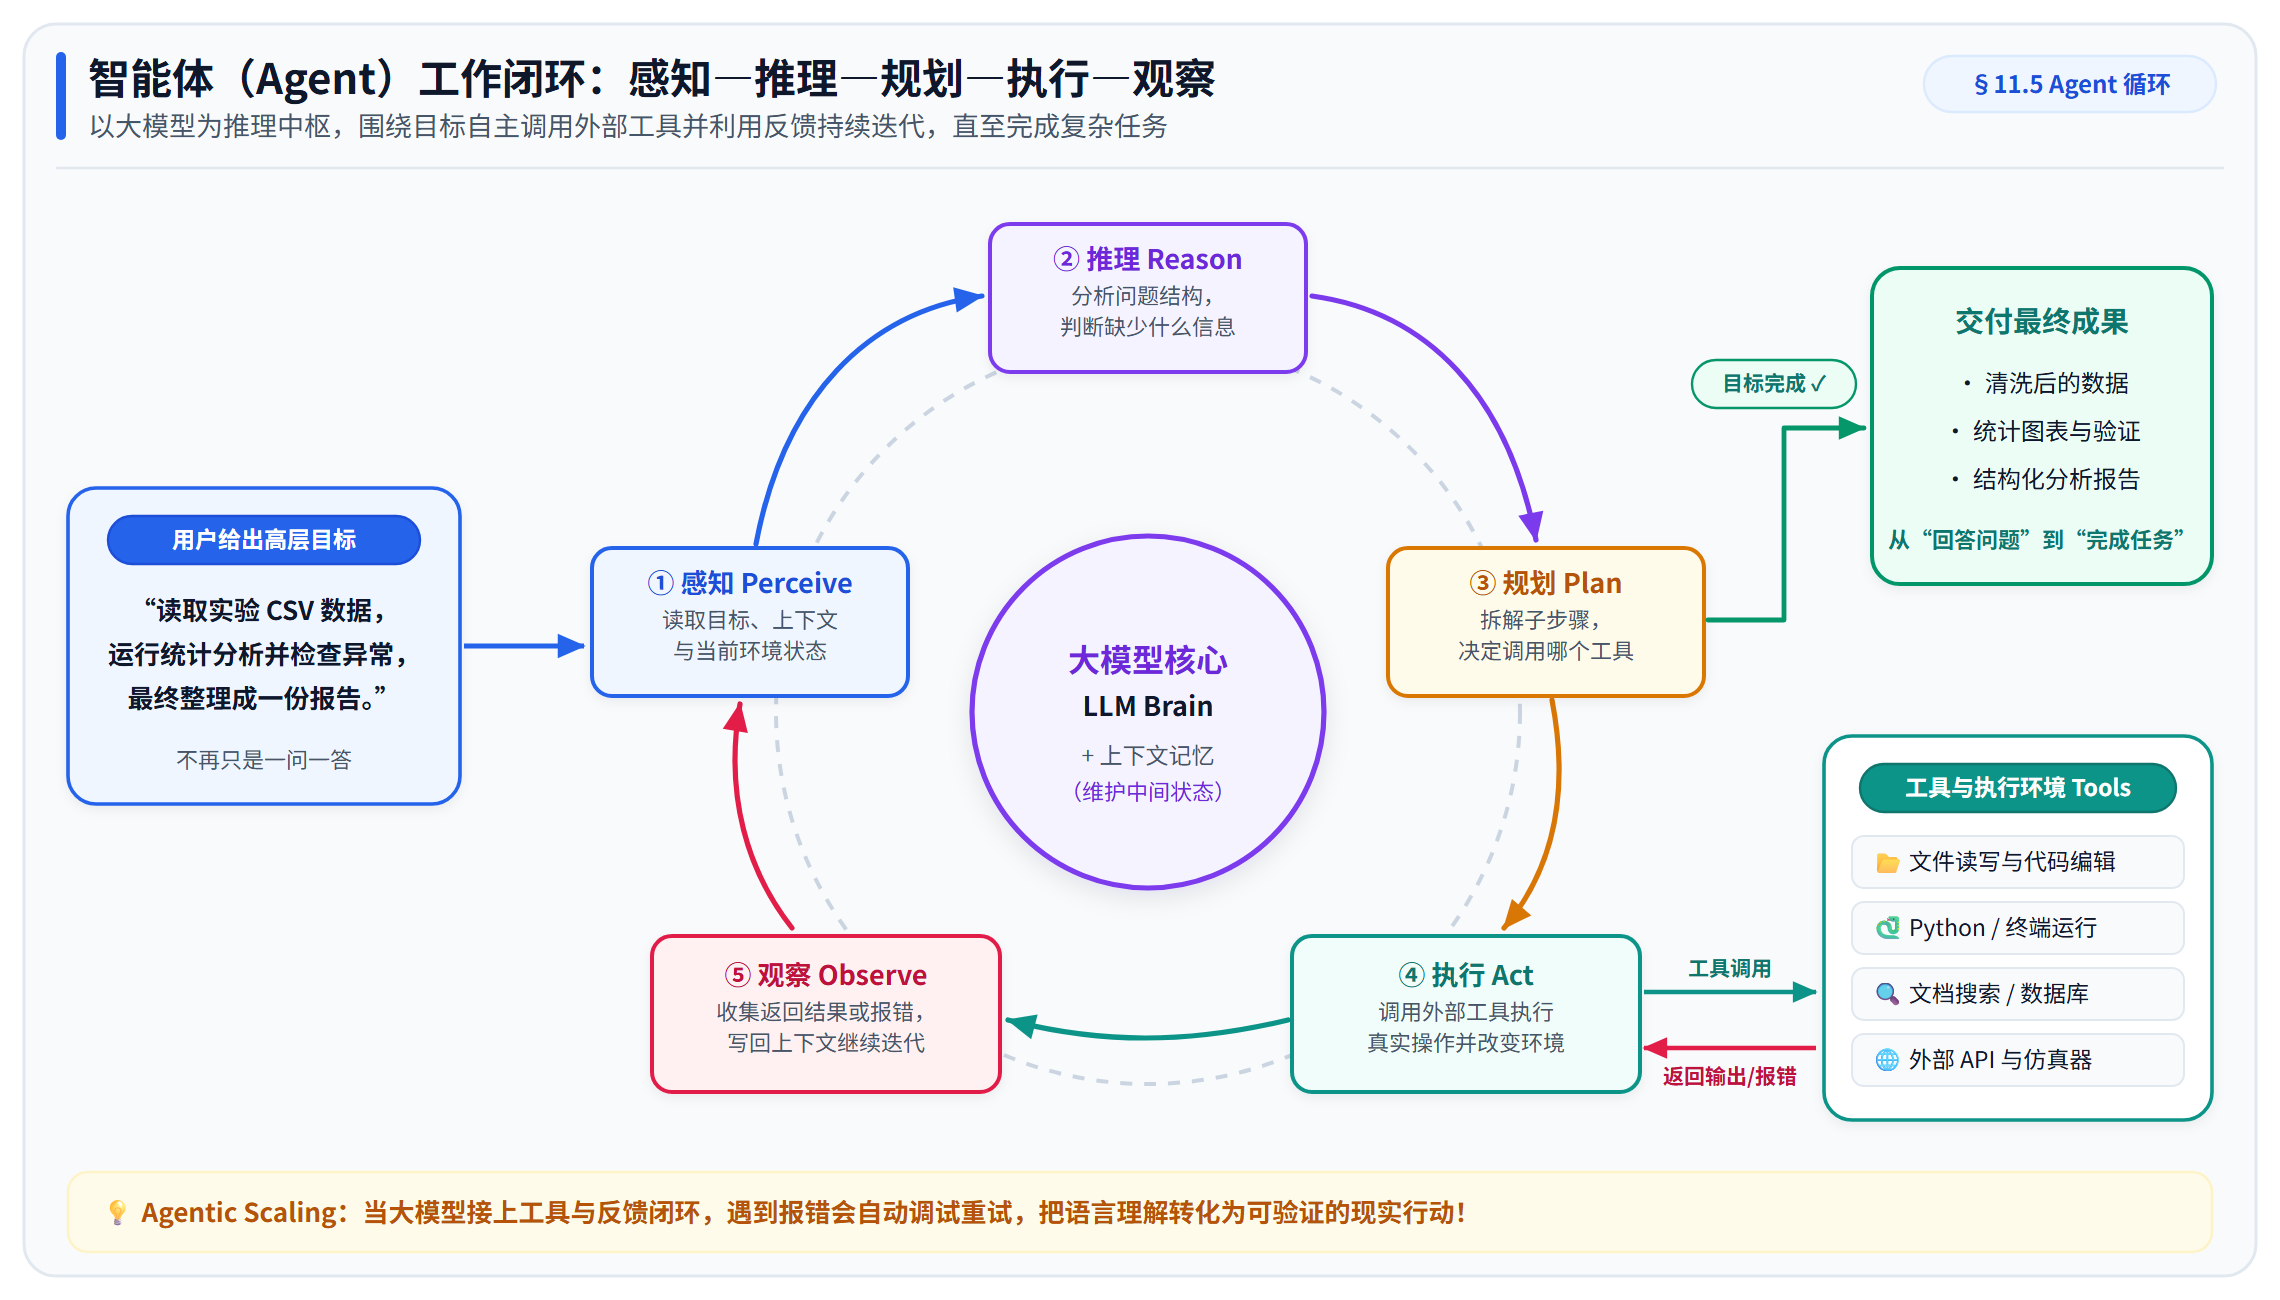 智能体（Agent）工作闭环：感知—推理—规划—执行—观察
以大模型为推理中枢，围绕目标自主调用外部工具并利用反馈持续迭代，直至完成复杂任务
§ 11.5 Agent 循环
用户给出高层目标
“读取实验 CSV 数据，
运行统计分析并检查异常，
最终整理成一份报告。”
不再只是一问一答
① 感知 Perceive
读取目标、上下文
与当前环境状态
② 推理 Reason
分析问题结构，
判断缺少什么信息
③ 规划 Plan
拆解子步骤，
决定调用哪个工具
大模型核心
LLM Brain
+ 上下文记忆
（维护中间状态）
④ 执行 Act
调用外部工具执行
真实操作并改变环境
⑤ 观察 Observe
收集返回结果或报错，
写回上下文继续迭代
目标完成 ✓
交付最终成果
• 清洗后的数据
• 统计图表与验证
• 结构化分析报告
从“回答问题”到“完成任务”
工具调用
返回输出/报错
工具与执行环境 Tools
📂 文件读写与代码编辑
🐍 Python / 终端运行
🔍 文档搜索 / 数据库
🌐 外部 API 与仿真器
💡 Agentic Scaling：当大模型接上工具与反馈闭环，遇到报错会自动调试重试，把语言理解转化为可验证的现实行动！